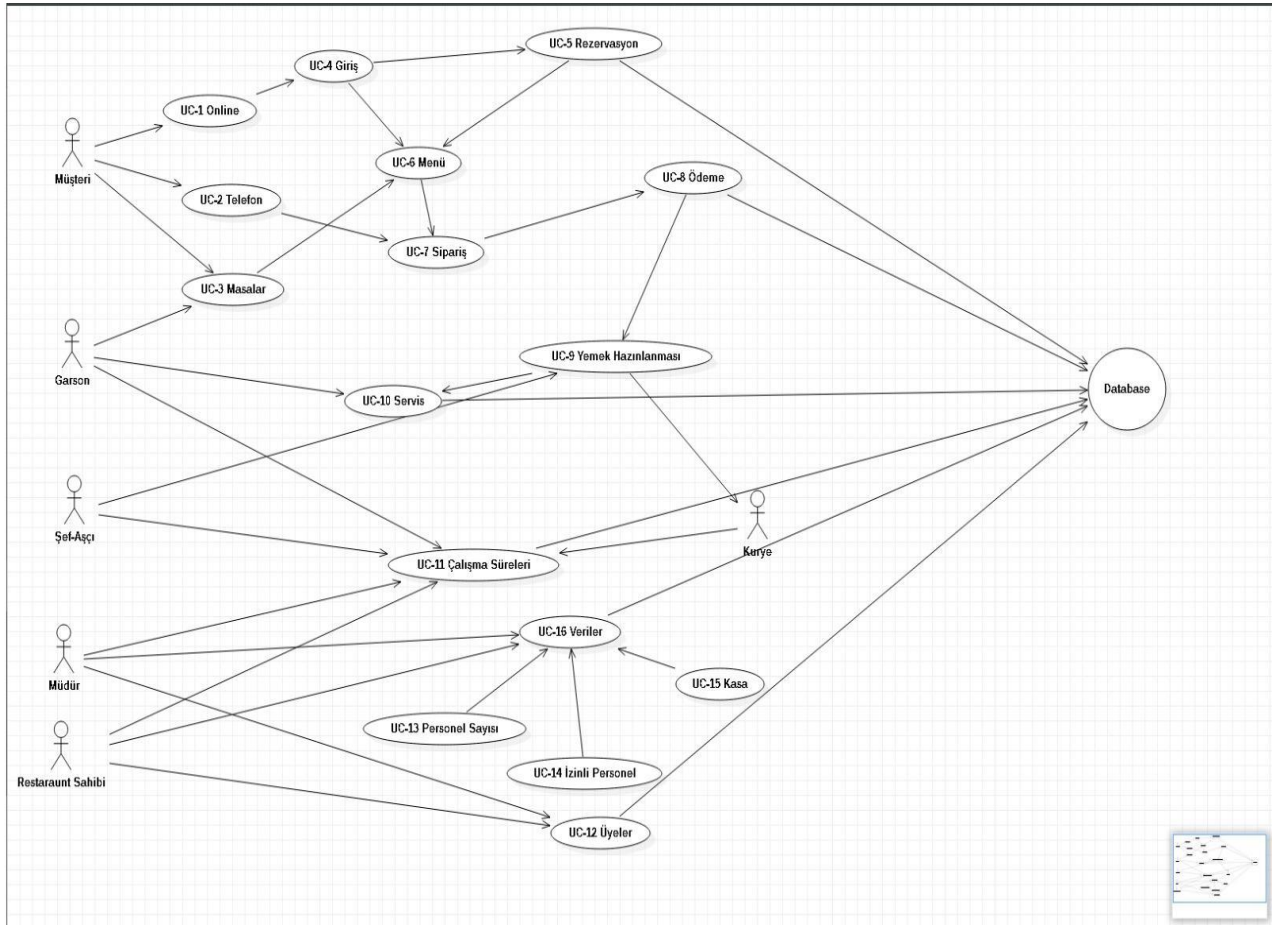 UC-5 Rezervasyon
UC-4 Giriş
UC-1 Online
Müşteri
UC-6 Menü
UC-8 Ödeme
UC-2 Telefon
UC-7 Sipariş
UC-3 Masalar
Garson
UC-9 Yemek Hazınlanması
UC-10 Servis
Database
Şef-Aşçı
Kurye
UC-11 Çalışma Süreleri
Müdür
UC-16 Veriler
UC-15 Kasa
UC-13 Personel Sayısı
Restaraunt Sahibi
UC-14 İzinli Personel
UC-12 Üyeler